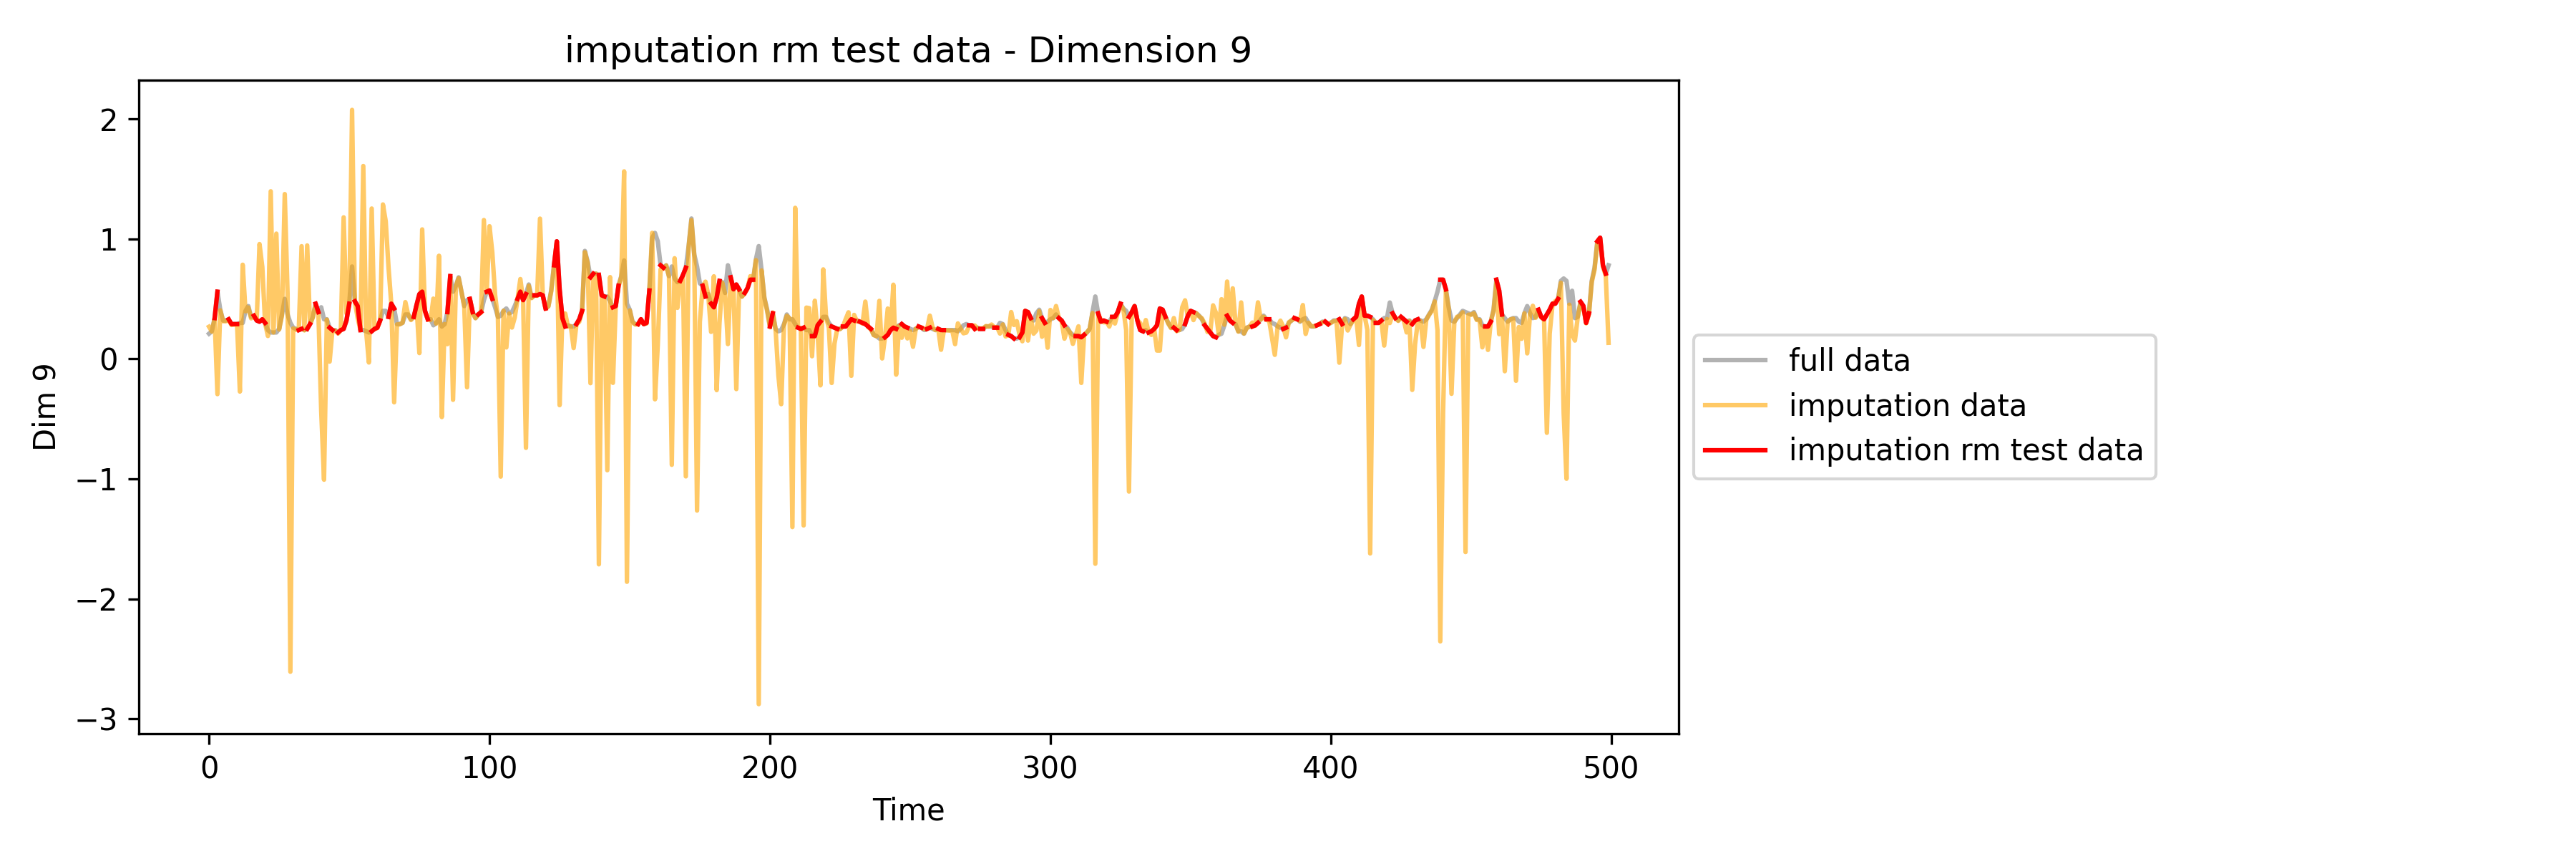 imputation rm test data - Dimension 9
2
1
0
−1
−2
−3
Dim 9
0 100 200 300 400 500
Time
full data
imputation data
imputation rm test data